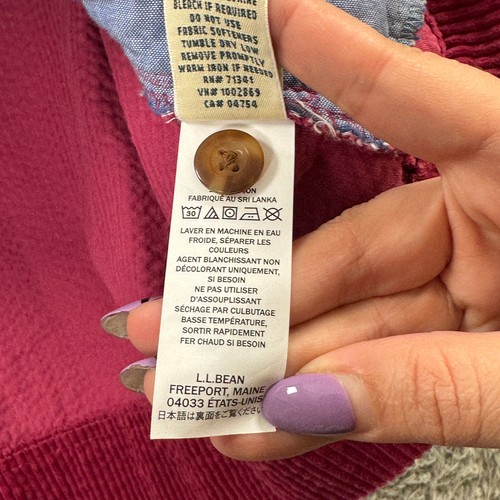 BLEACH IF REQUIRED
DO NOT USE
FABRIC SOFTENERS
TUMBLE DRY LOW
REMOVE PROMPTLY
WARM IRON IF NEEDED
RN# 71341
VN# 1002869
CA# 04754
FABRIQUÉ AU SRI LANKA
30
LAVER EN MACHINE EN EAU
FROIDE, SÉPARER LES
COULEURS
AGENT BLANCHISSANT NON
DÉCOLORANT UNIQUEMENT,
SI BESOIN
NE PAS UTILISER
D'ASSOUPLISSANT
SÉCHAGE PAR CULBUTAGE
BASSE TEMPÉRATURE,
SORTIR RAPIDEMENT
FER CHAUD SI BESOIN
L.L.BEAN
FREEPORT, MAINE
04033 ÉTATS-UNIS
日本語は裏面をご覧くだ